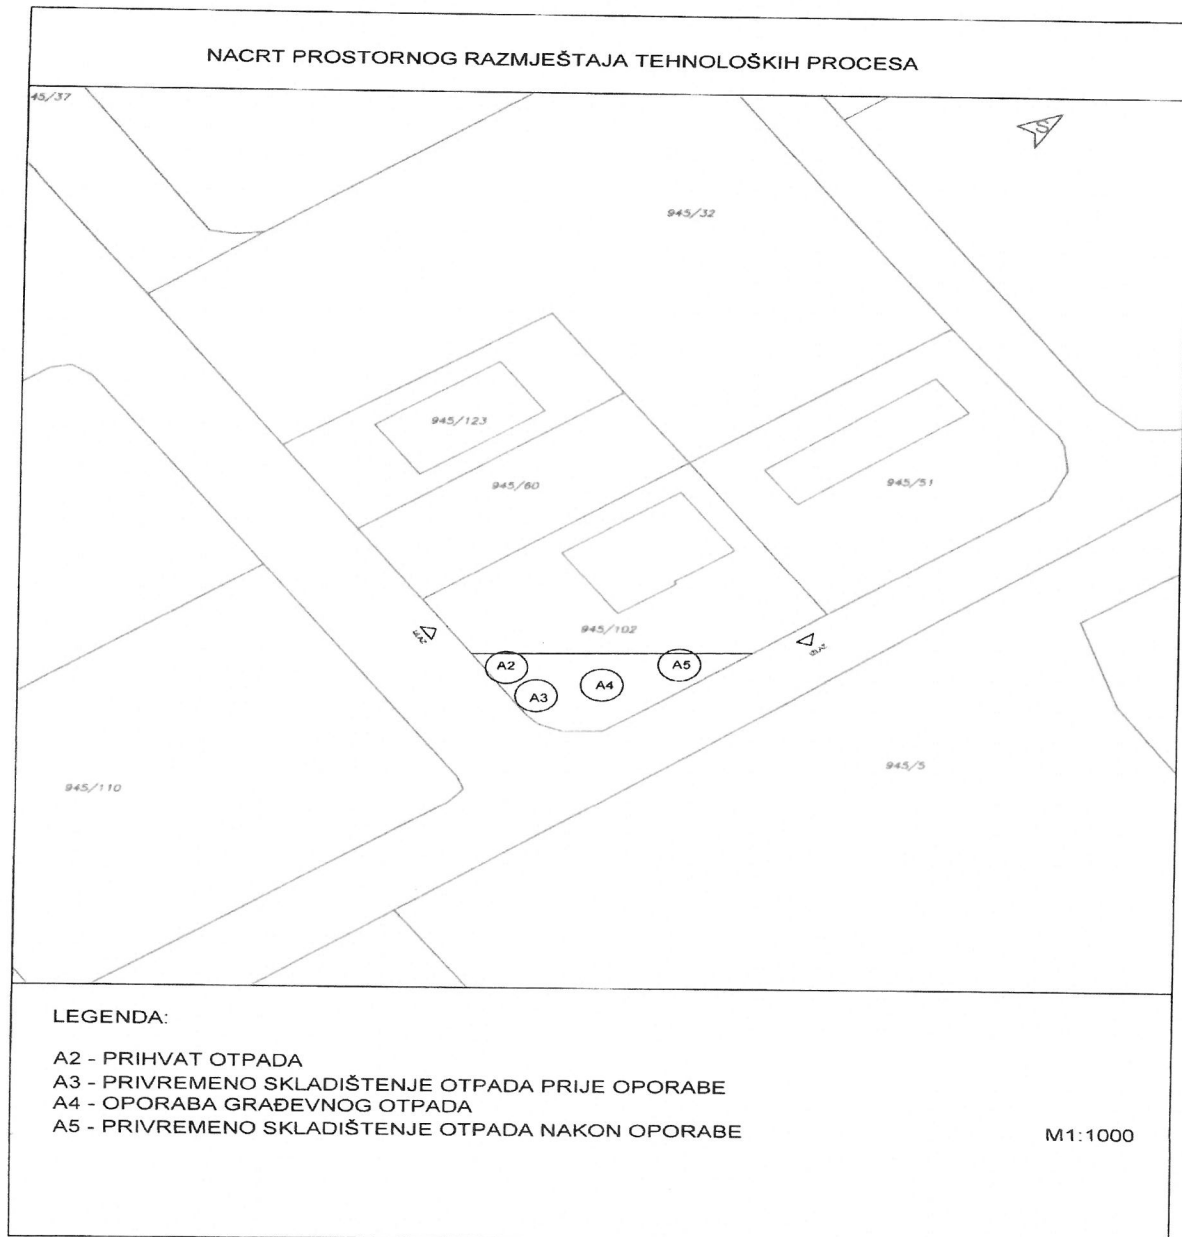 NACRT PROSTORNOG RAZMJEŠTAJA TEHNOLOŠKIH PROCESA
45/37
S
945/32
945/123
945/60
945/51
945/102
ULAZ
IZLAZ
A2
A3
A4
A5
945/110
945/5
LEGENDA:
A2 - PRIHVAT OTPADA
A3 - PRIVREMENO SKLADIŠTENJE OTPADA PRIJE OPORABE
A4 - OPORABA GRAĐEVNOG OTPADA
A5 - PRIVREMENO SKLADIŠTENJE OTPADA NAKON OPORABE
M1:1000